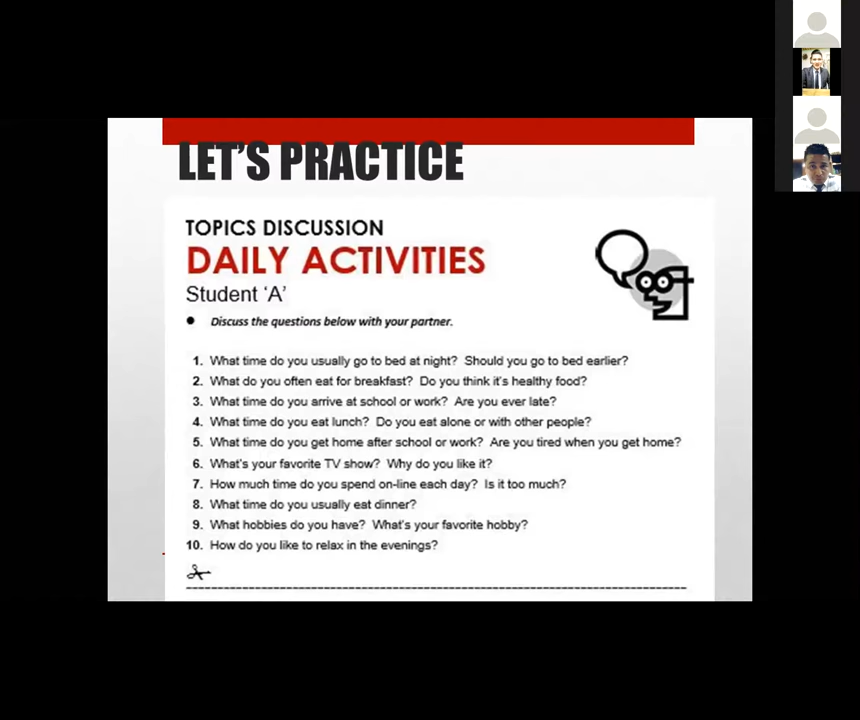 LET'S PRACTICE
TOPICS DISCUSSION
DAILY ACTIVITIES
Student 'A'
● Discuss the questions below with your partner.
1. What time do you usually go to bed at night? Should you go to bed earlier?
2. What do you often eat for breakfast? Do you think it's healthy food?
3. What time do you arrive at school or work? Are you ever late?
4. What time do you eat lunch? Do you eat alone or with other people?
5. What time do you get home after school or work? Are you tired when you get home?
6. What's your favorite TV show? Why do you like it?
7. How much time do you spend on-line each day? Is it too much?
8. What time do you usually eat dinner?
9. What hobbies do you have? What's your favorite hobby?
10. How do you like to relax in the evenings?